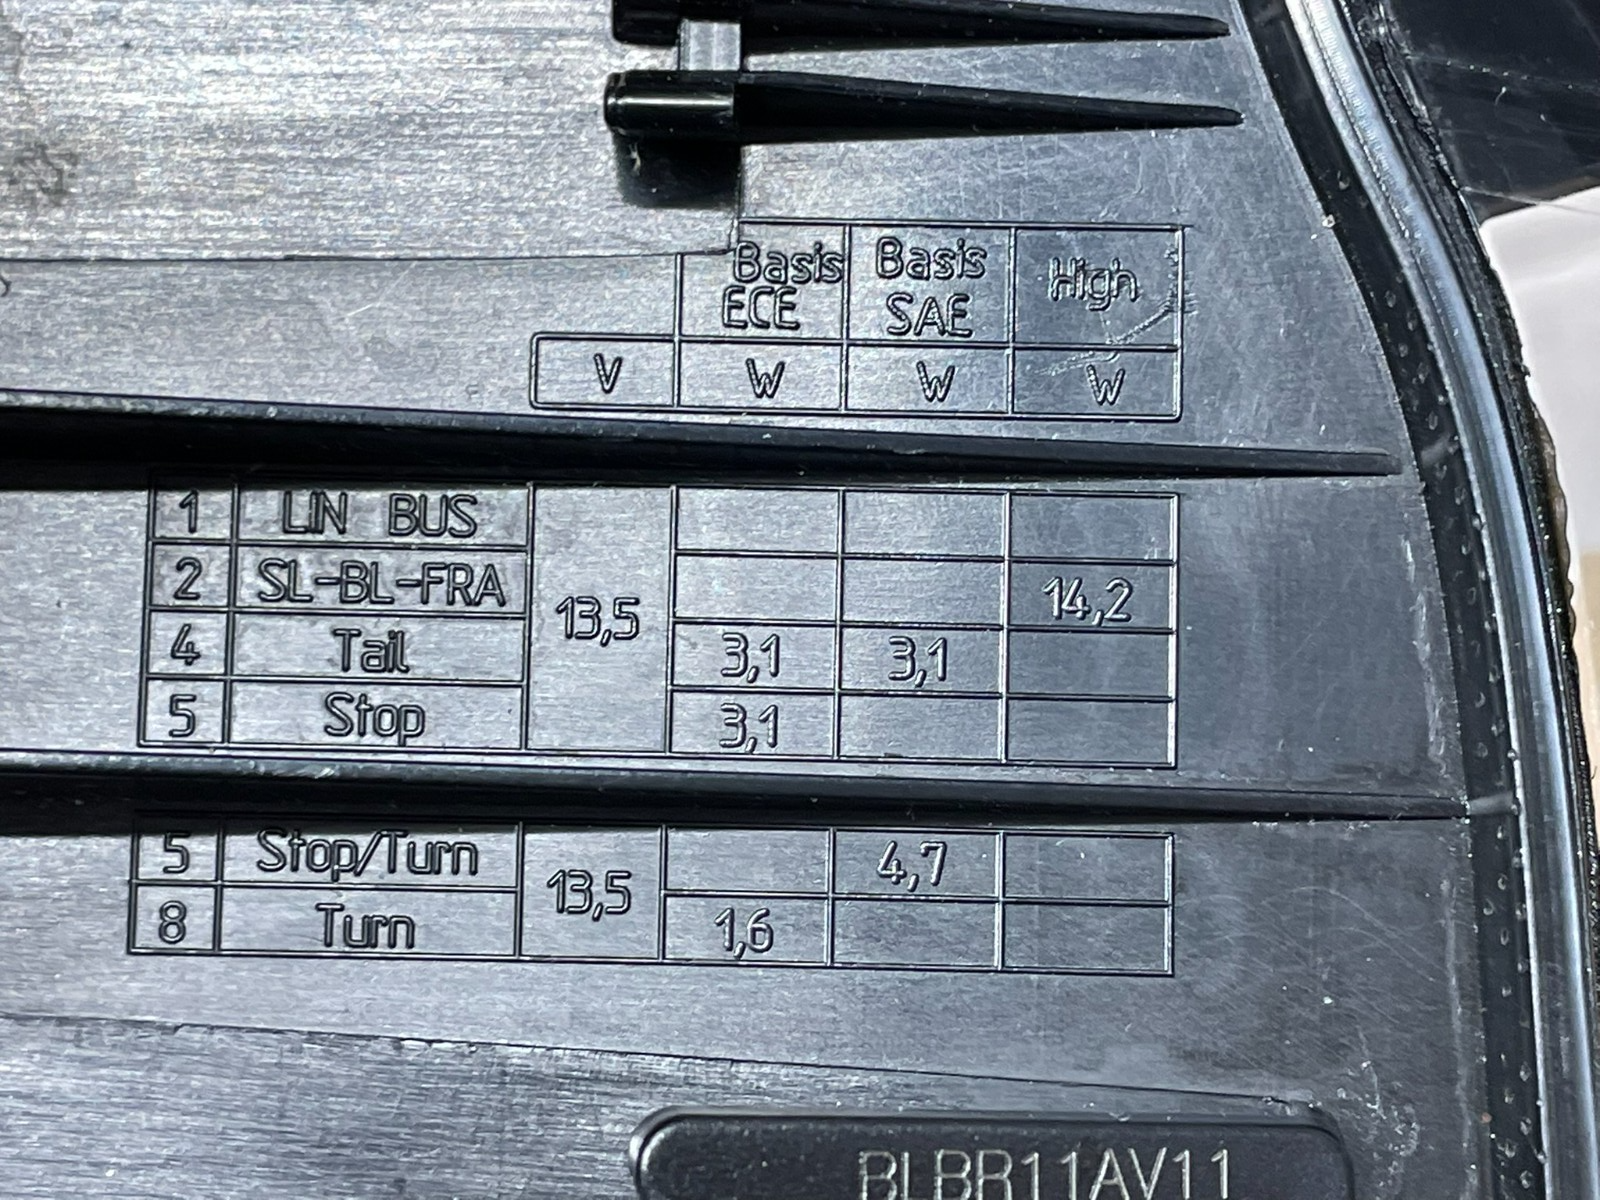 Basis ECE Basis SAE High
V W W W
1 LIN BUS
2 SL-BL-FRA 13,5 14,2
4 Tail 3,1 3,1
5 Stop 3,1
5 Stop/Turn 13,5 4,7
8 Turn 1,6
BLBR11AV11